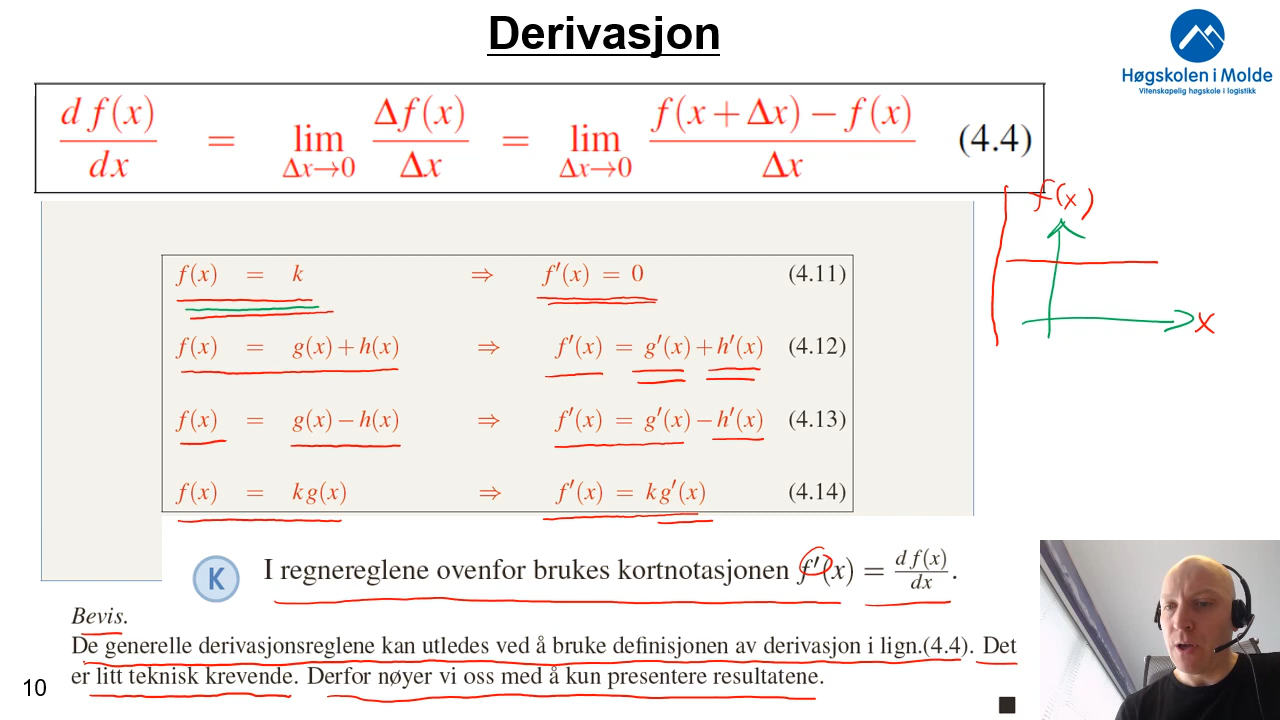 Derivasjon
Høgskolen i Molde
Vitenskapelig høgskole i logistikk
d f(x)/dx = lim Δx→0 Δf(x)/Δx = lim Δx→0 f(x+Δx) − f(x)/Δx (4.4)
f(x)
x
f(x) = k ⇒ f′(x) = 0 (4.11)
f(x) = g(x) + h(x) ⇒ f′(x) = g′(x) + h′(x) (4.12)
f(x) = g(x) − h(x) ⇒ f′(x) = g′(x) − h′(x) (4.13)
f(x) = k g(x) ⇒ f′(x) = k g′(x) (4.14)
K I regnereglene ovenfor brukes kortnotasjonen f′(x) = d f(x)/dx.
Bevis.
De generelle derivasjonsreglene kan utledes ved å bruke definisjonen av derivasjon i lign.(4.4). Det
er litt teknisk krevende. Derfor nøyer vi oss med å kun presentere resultatene.
10